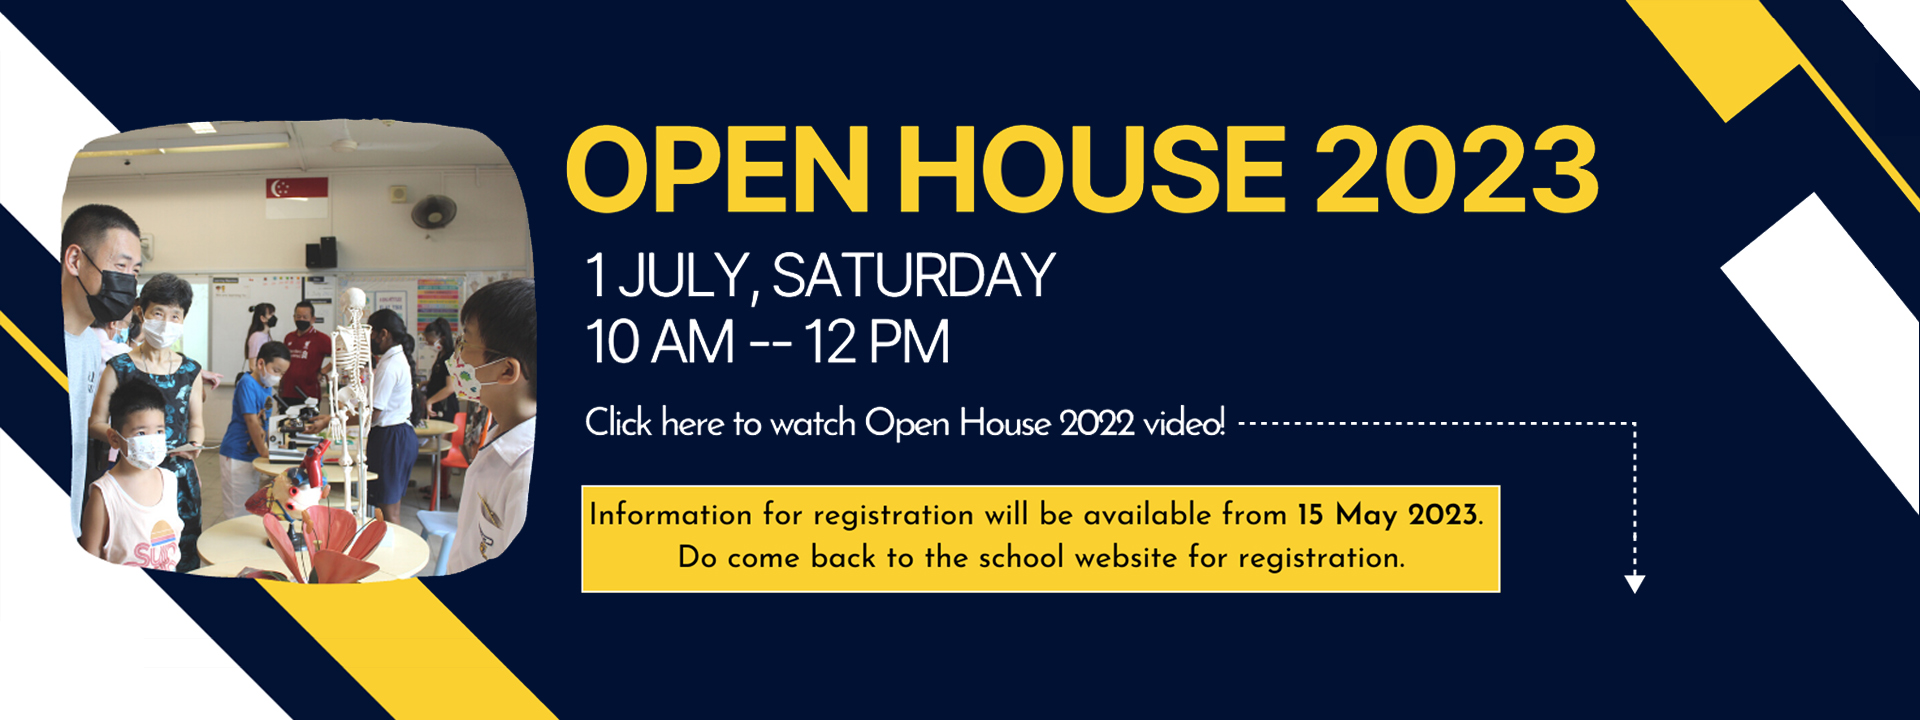 OPEN HOUSE 2023
1 JULY, SATURDAY
10 AM -- 12 PM
Click here to watch Open House 2022 video!
Information for registration will be available from 15 May 2023.
Do come back to the school website for registration.